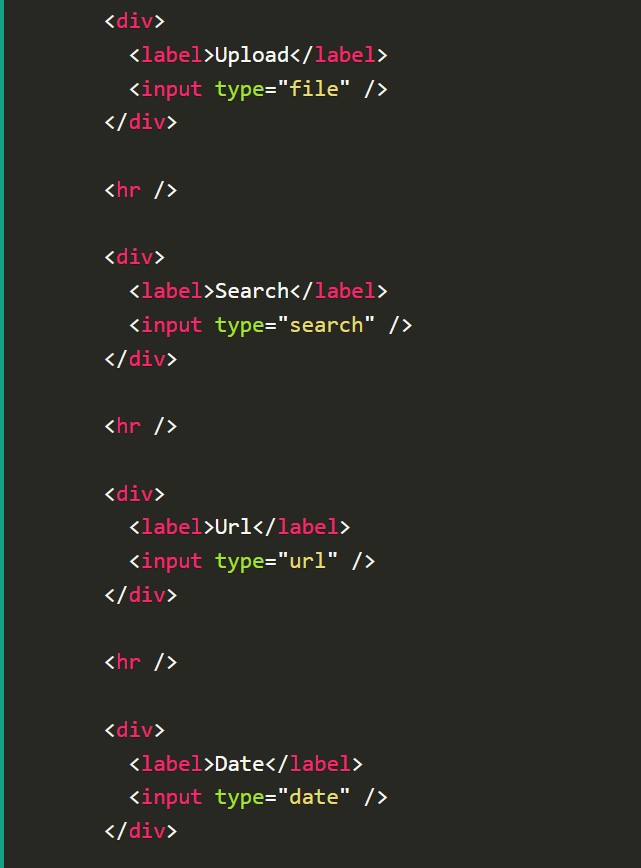 <div>
<label>Upload</label>
<input type="file" />
</div>
<hr />
<div>
<label>Search</label>
<input type="search" />
</div>
<hr />
<div>
<label>Url</label>
<input type="url" />
</div>
<hr />
<div>
<label>Date</label>
<input type="date" />
</div>